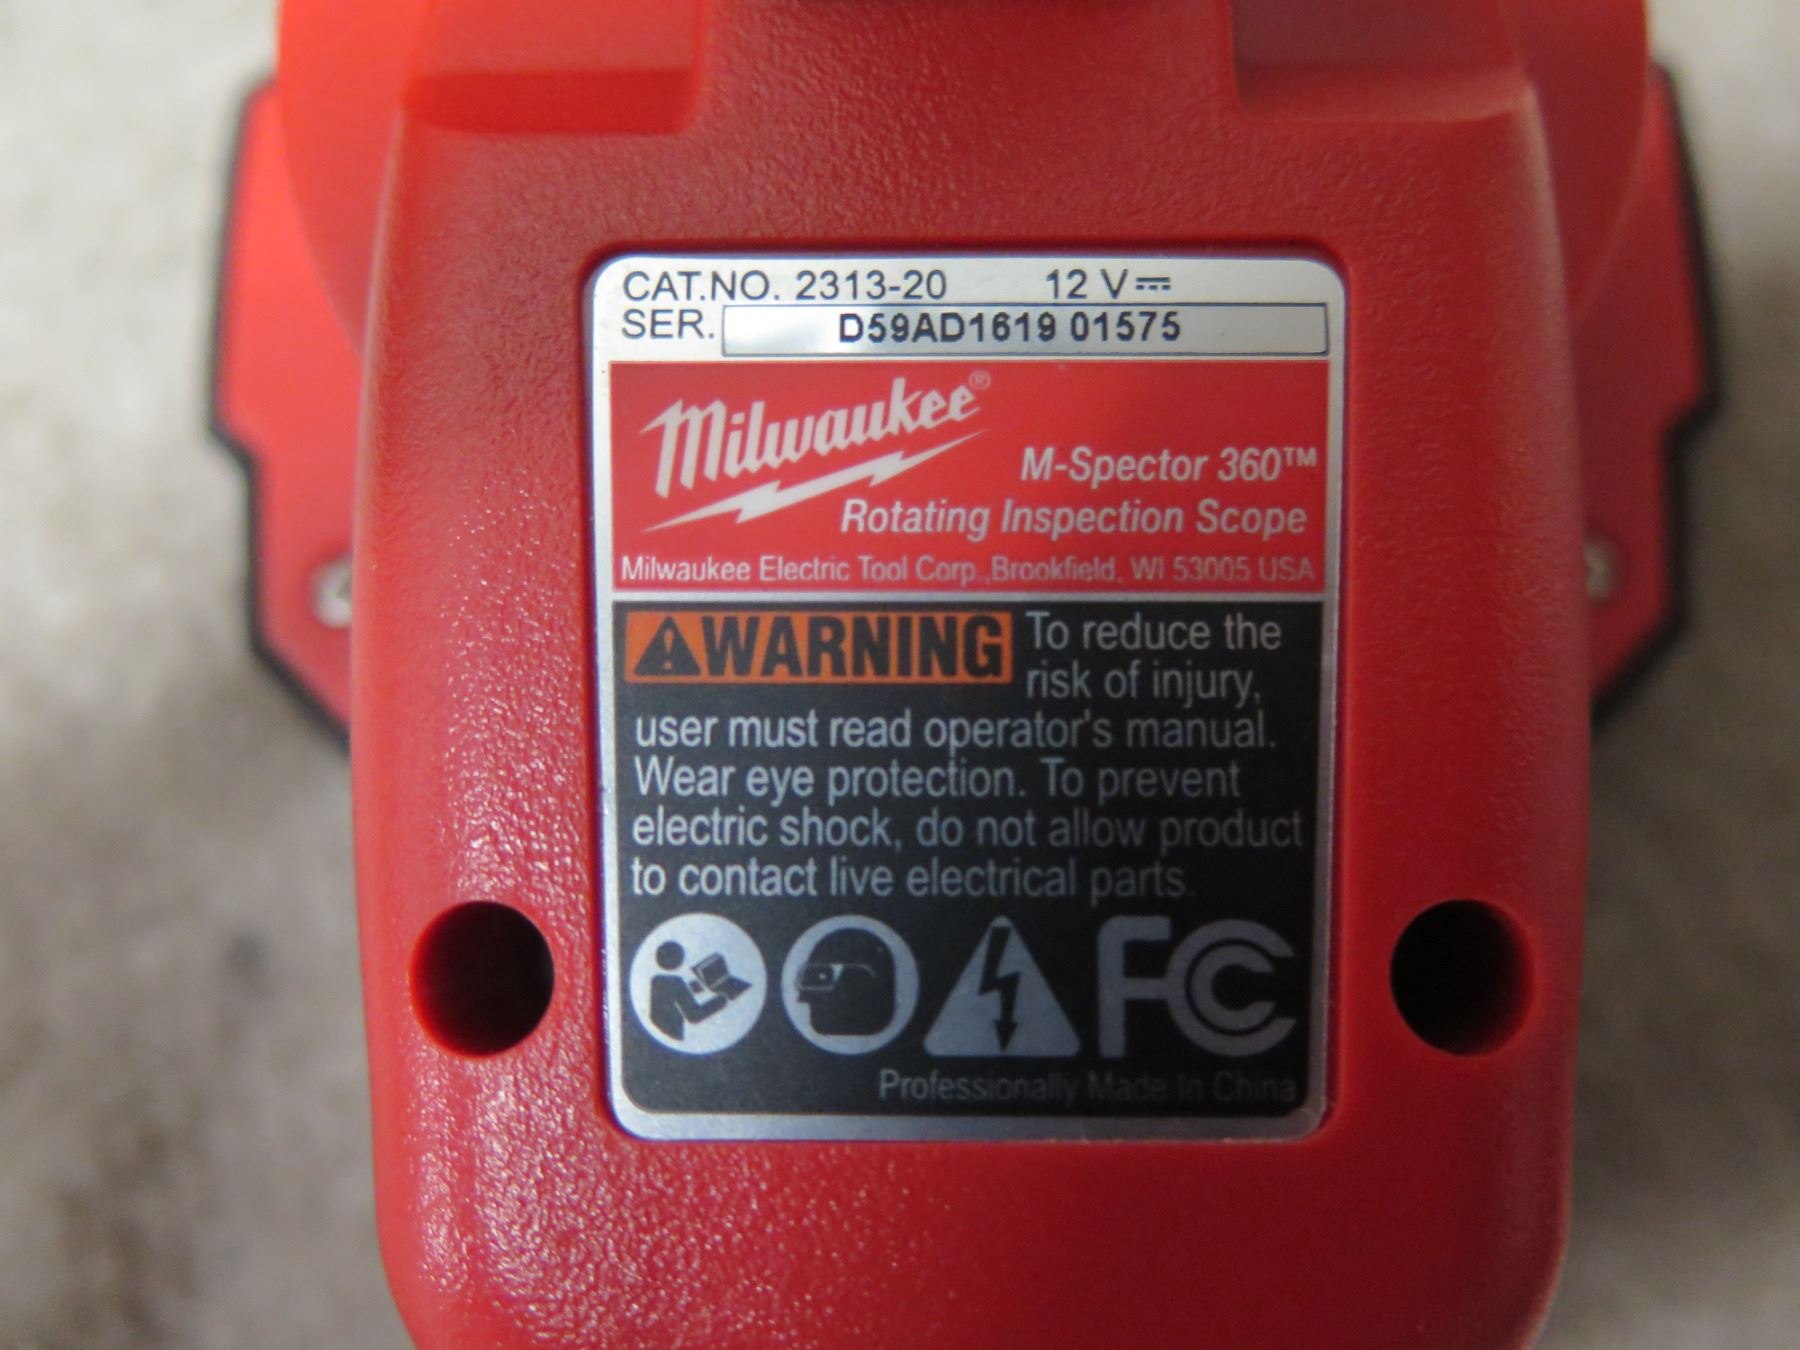 CAT.NO. 2313-20 12 V⎓
SER. D59AD1619 01575
Milwaukee®
M-Spector 360™
Rotating Inspection Scope
Milwaukee Electric Tool Corp.,Brookfield, WI 53005 USA
WARNING To reduce the
risk of injury,
user must read operator's manual.
Wear eye protection. To prevent
electric shock, do not allow product
to contact live electrical parts.
FC
Professionally Made In China